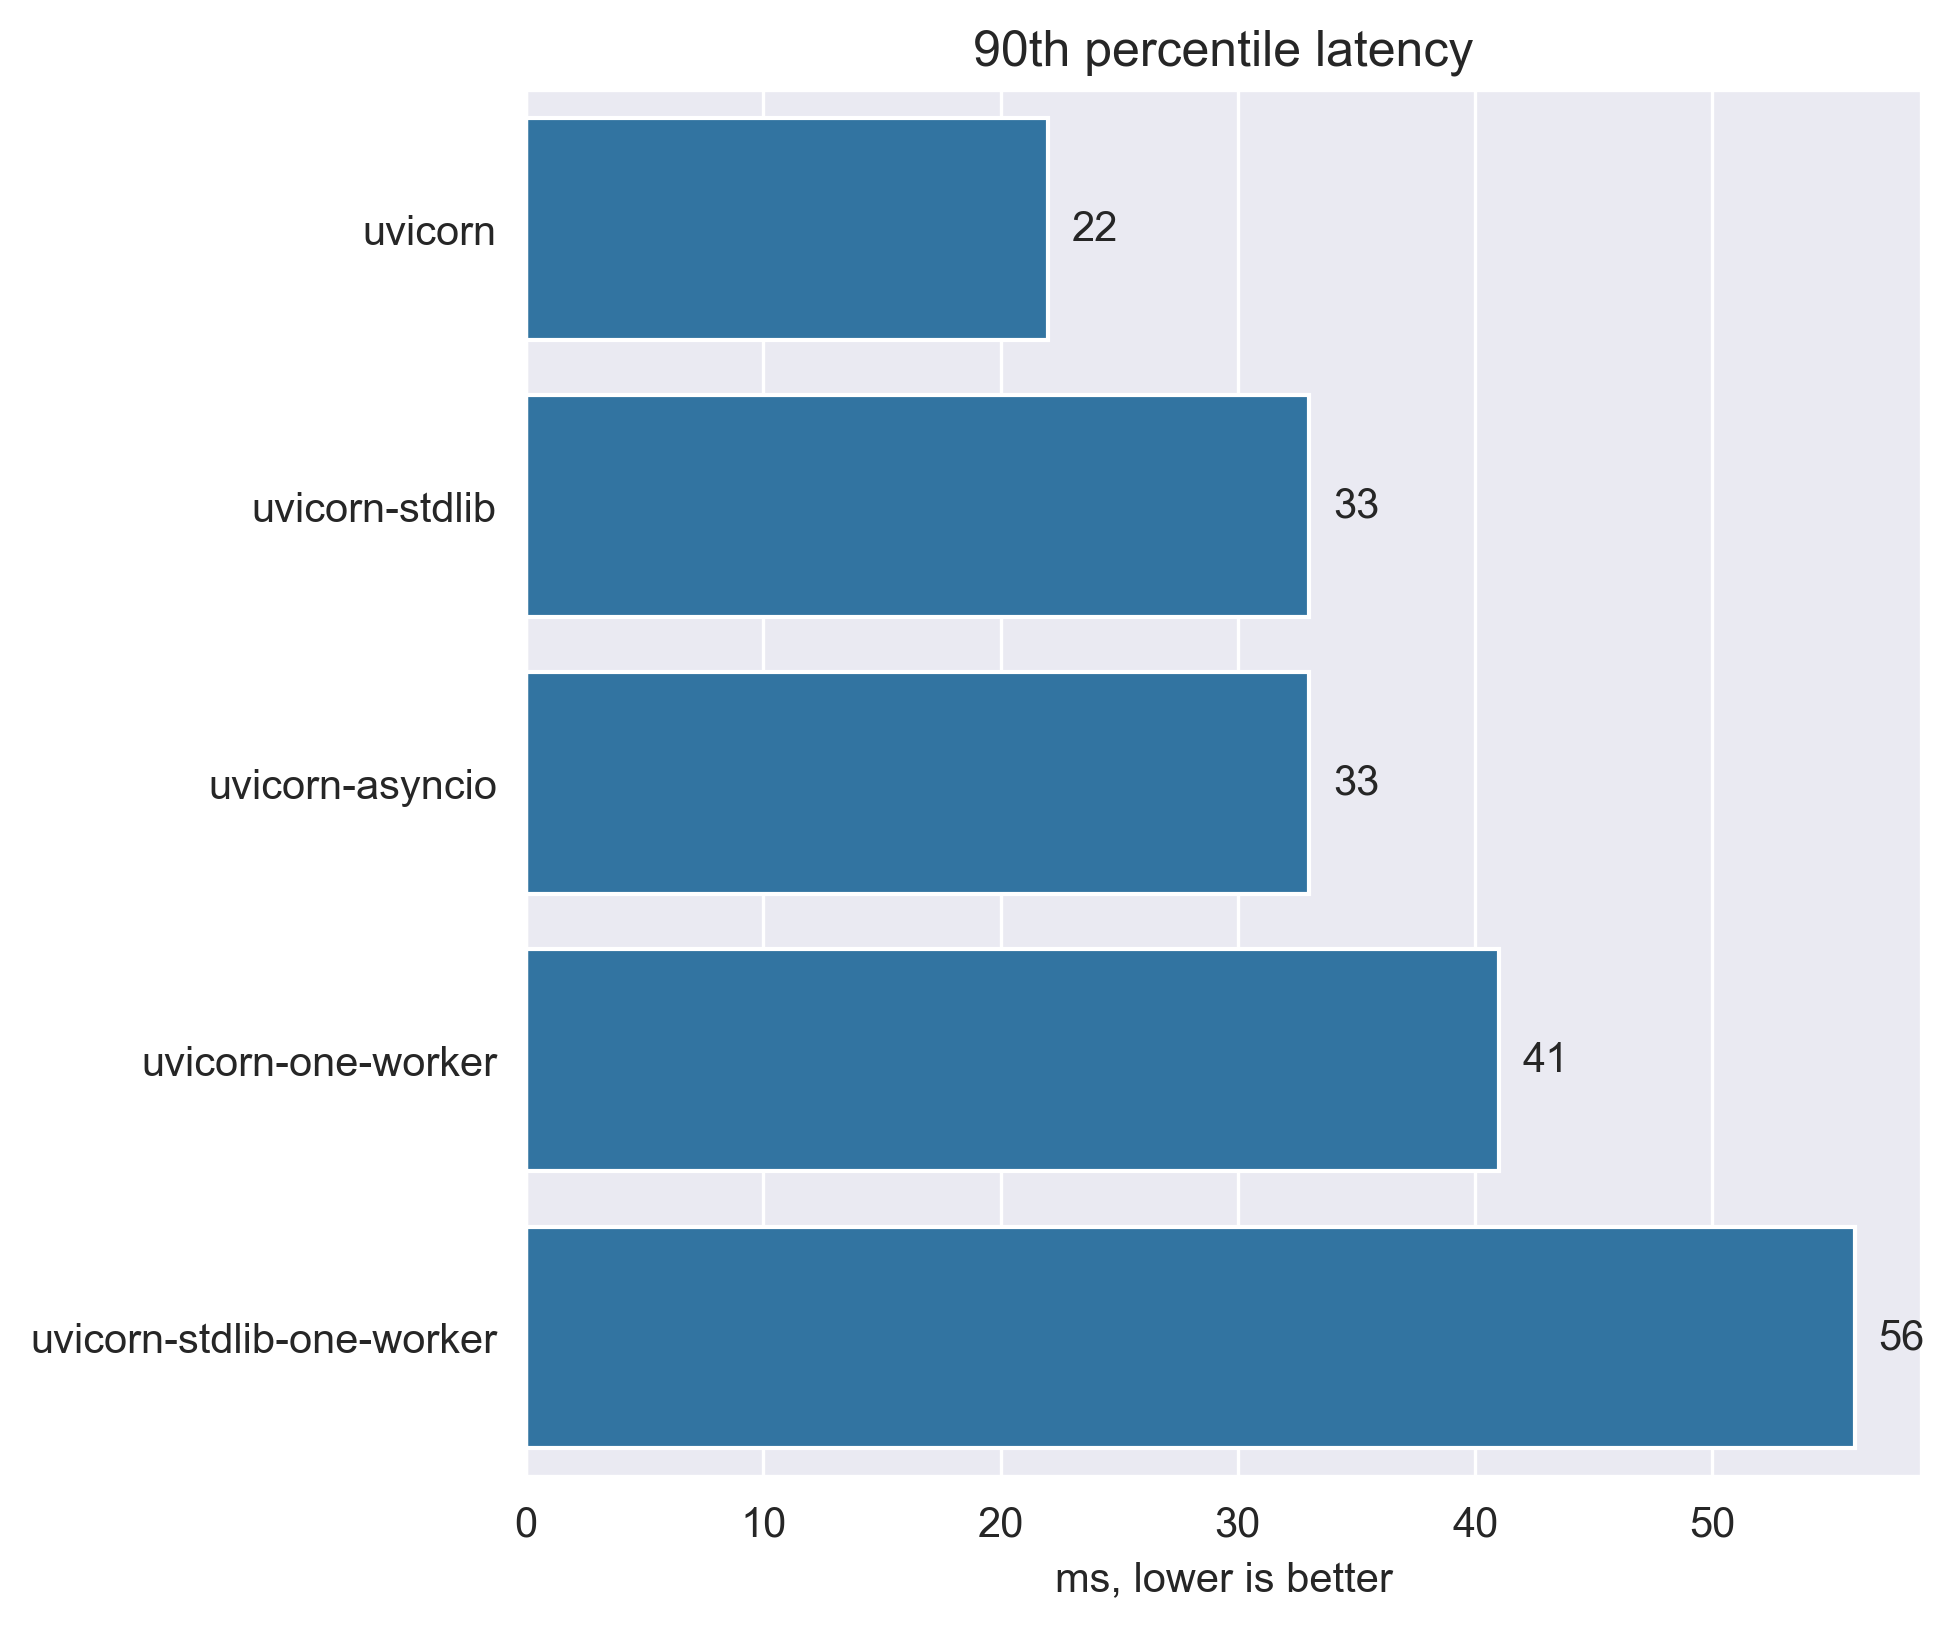 90th percentile latency
uvicorn
22
uvicorn-stdlib
33
uvicorn-asyncio
33
uvicorn-one-worker
41
uvicorn-stdlib-one-worker
56
0 10 20 30 40 50
ms, lower is better